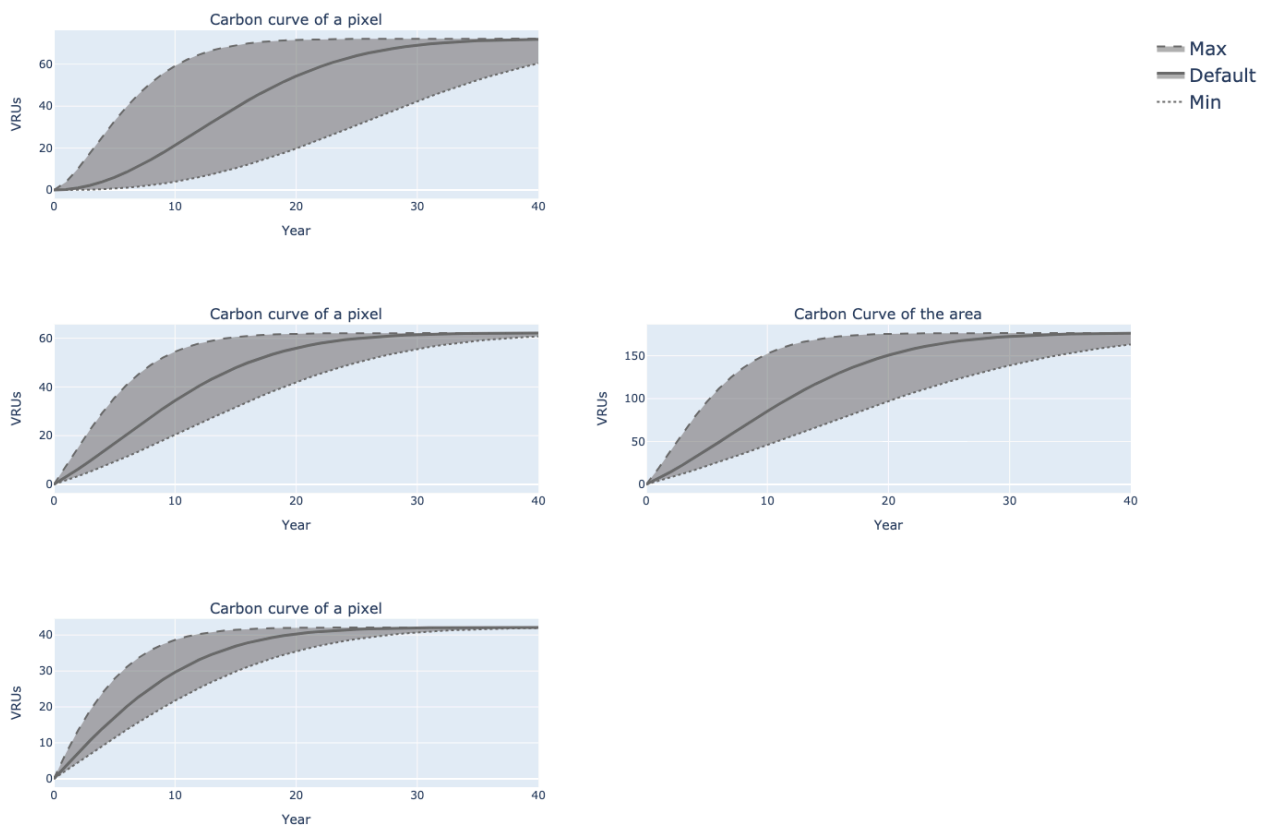 Carbon curve of a pixel
60
40
20
0
0 10 20 30 40
VRUs
Year
Max
Default
Min
Carbon curve of a pixel
60
40
20
0
0 10 20 30 40
VRUs
Year
Carbon Curve of the area
150
100
50
0
0 10 20 30 40
VRUs
Year
Carbon curve of a pixel
40
30
20
10
0
0 10 20 30 40
VRUs
Year